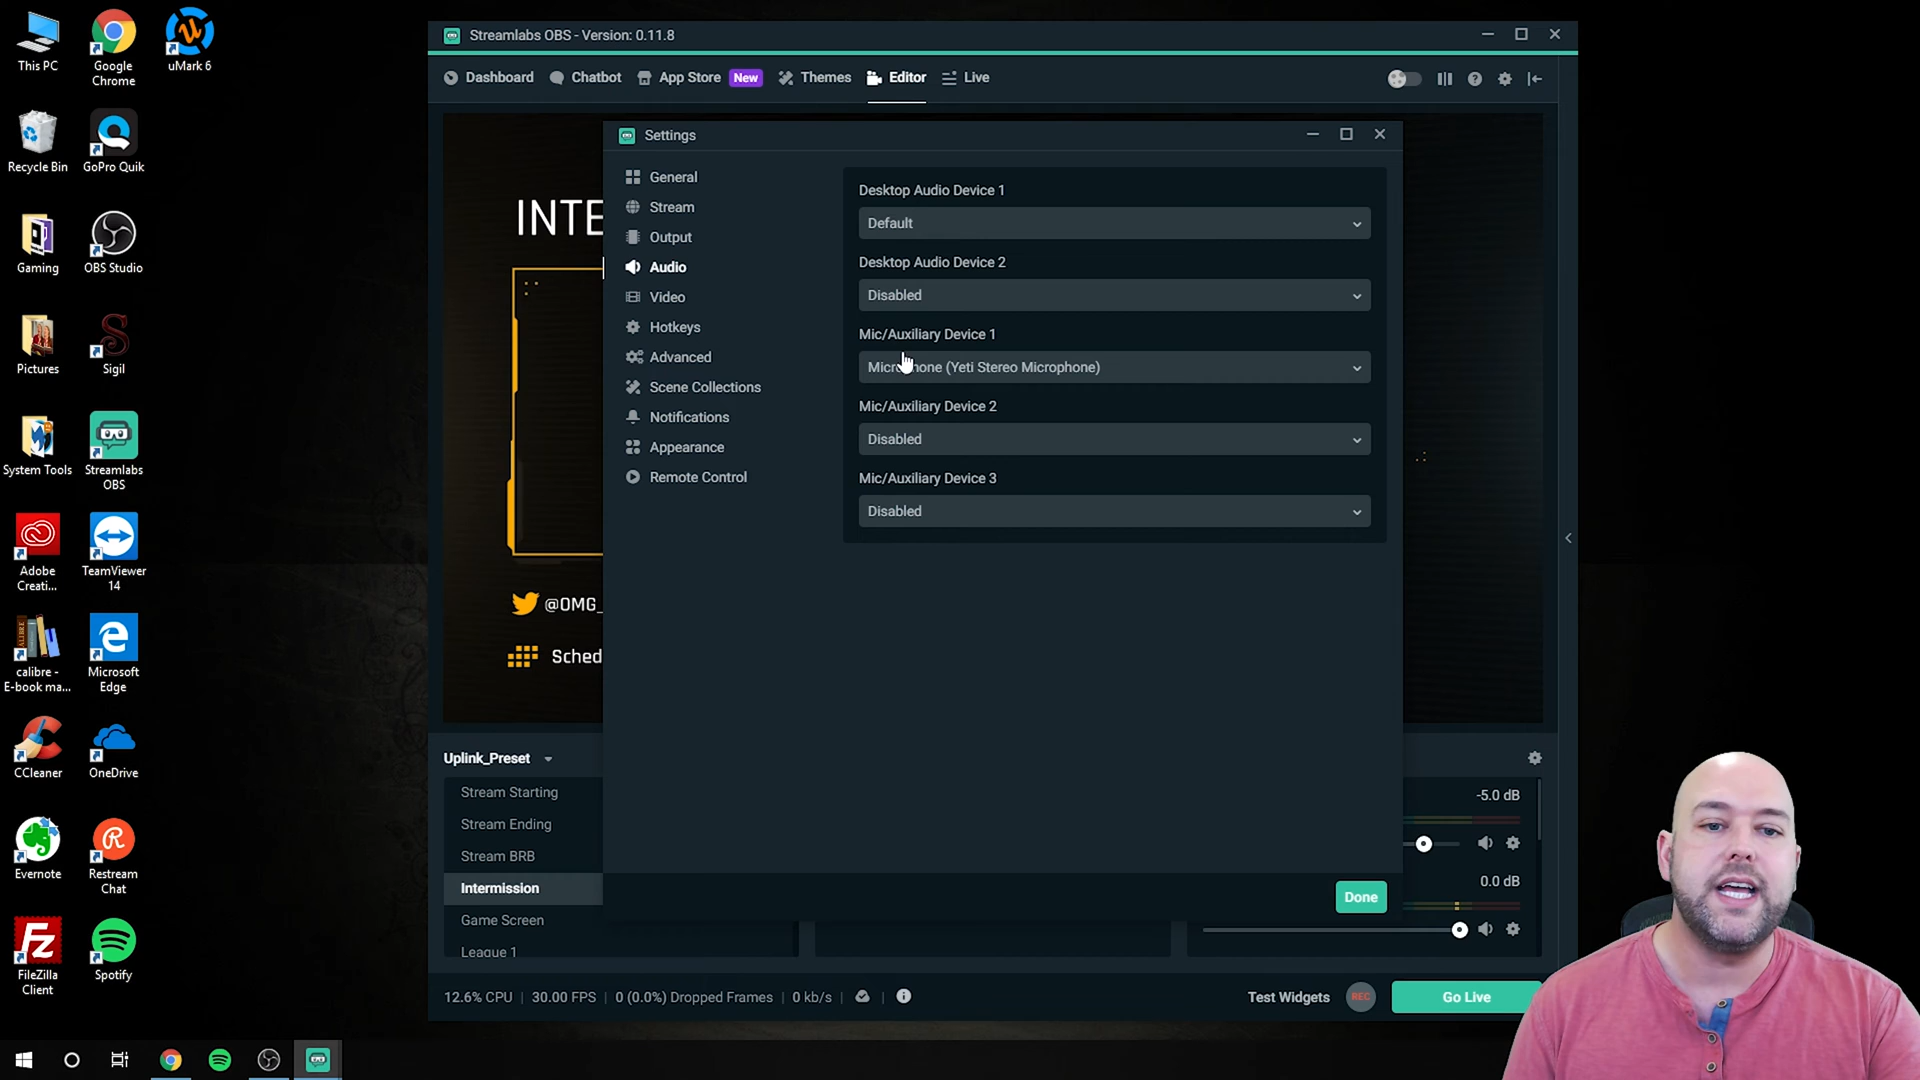 This PC
Google
Chrome
uMark 6
Recycle Bin
GoPro Quik
Gaming
OBS Studio
Pictures
Sigil
System Tools
Streamlabs
OBS
Adobe
Creati...
TeamViewer
14
calibre -
E-book ma...
Microsoft
Edge
CCleaner
OneDrive
Evernote
Restream
Chat
FileZilla
Client
Spotify
Streamlabs OBS - Version: 0.11.8
Dashboard
Chatbot
App Store
New
Themes
Editor
Live
INTE
@OMG_
Sched
Settings
General
Stream
Output
Audio
Video
Hotkeys
Advanced
Scene Collections
Notifications
Appearance
Remote Control
Desktop Audio Device 1
Default
Desktop Audio Device 2
Disabled
Mic/Auxiliary Device 1
Microphone (Yeti Stereo Microphone)
Mic/Auxiliary Device 2
Disabled
Mic/Auxiliary Device 3
Disabled
Done
Uplink_Preset
Stream Starting
Stream Ending
Stream BRB
Intermission
Game Screen
League 1
-5.0 dB
0.0 dB
12.6% CPU | 30.00 FPS | 0 (0.0%) Dropped Frames | 0 kb/s
Test Widgets
REC
Go Live